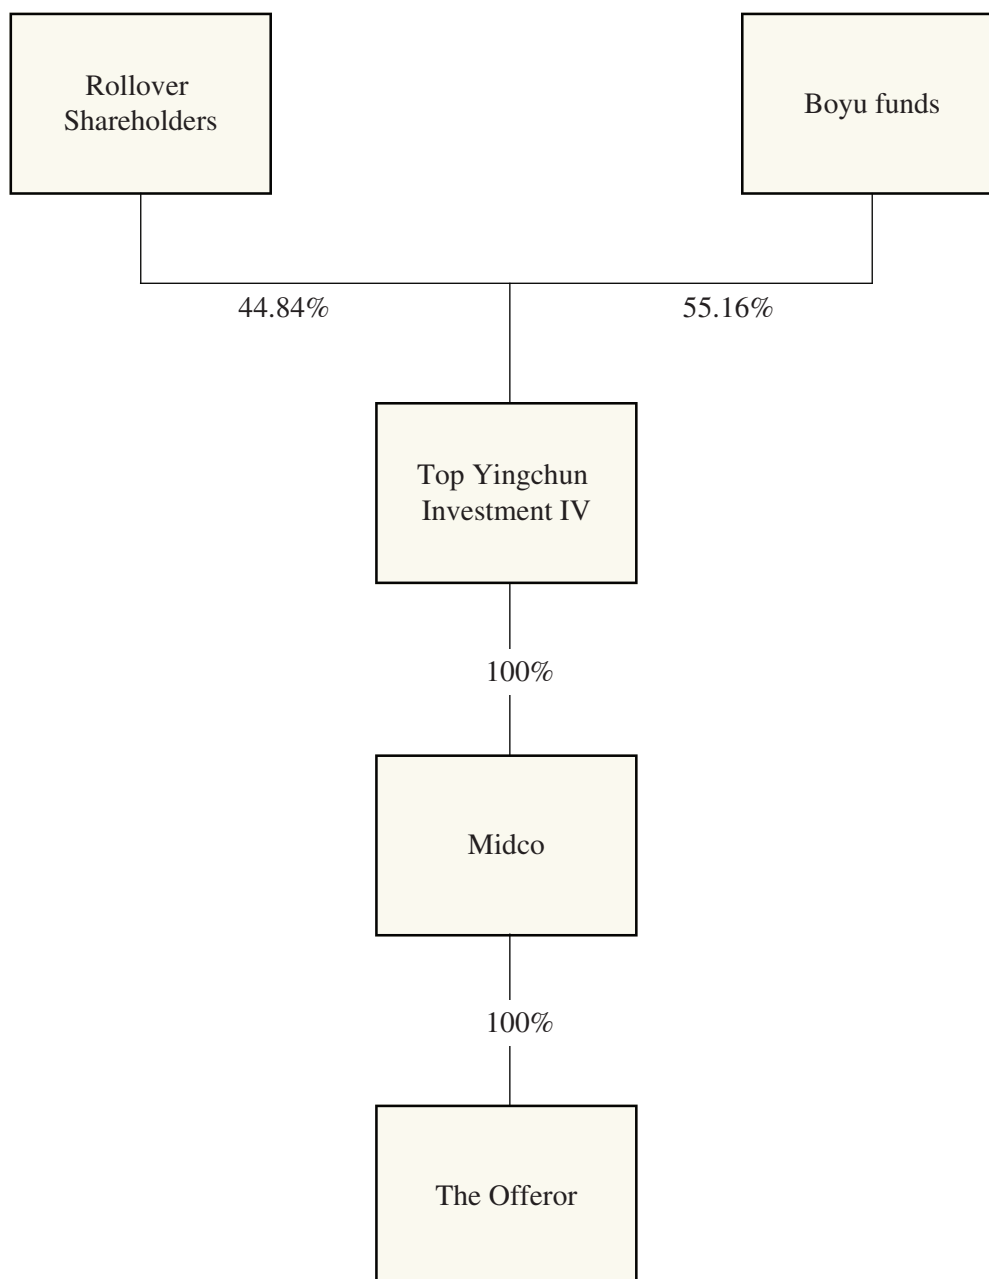 Rollover
Shareholders
Boyu funds
44.84%
55.16%
Top Yingchun
Investment IV
100%
Midco
100%
The Offeror